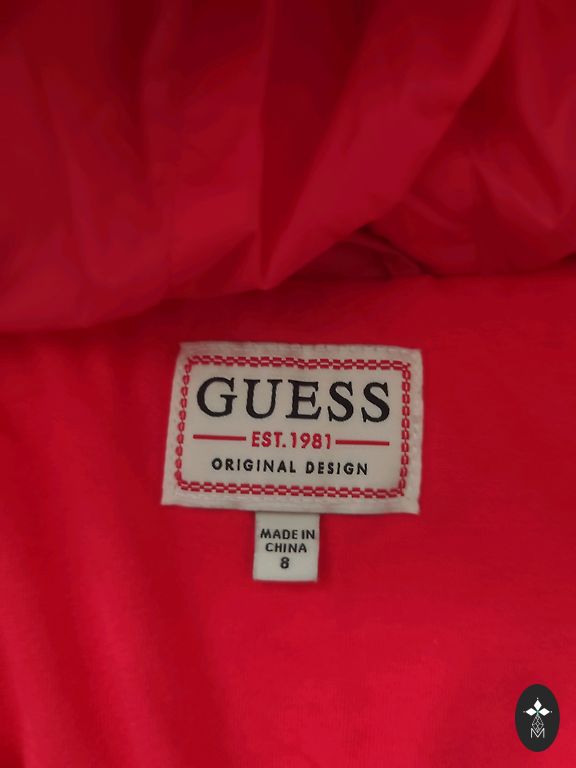 GUESS
EST.1981
ORIGINAL DESIGN
MADE IN
CHINA
8
M